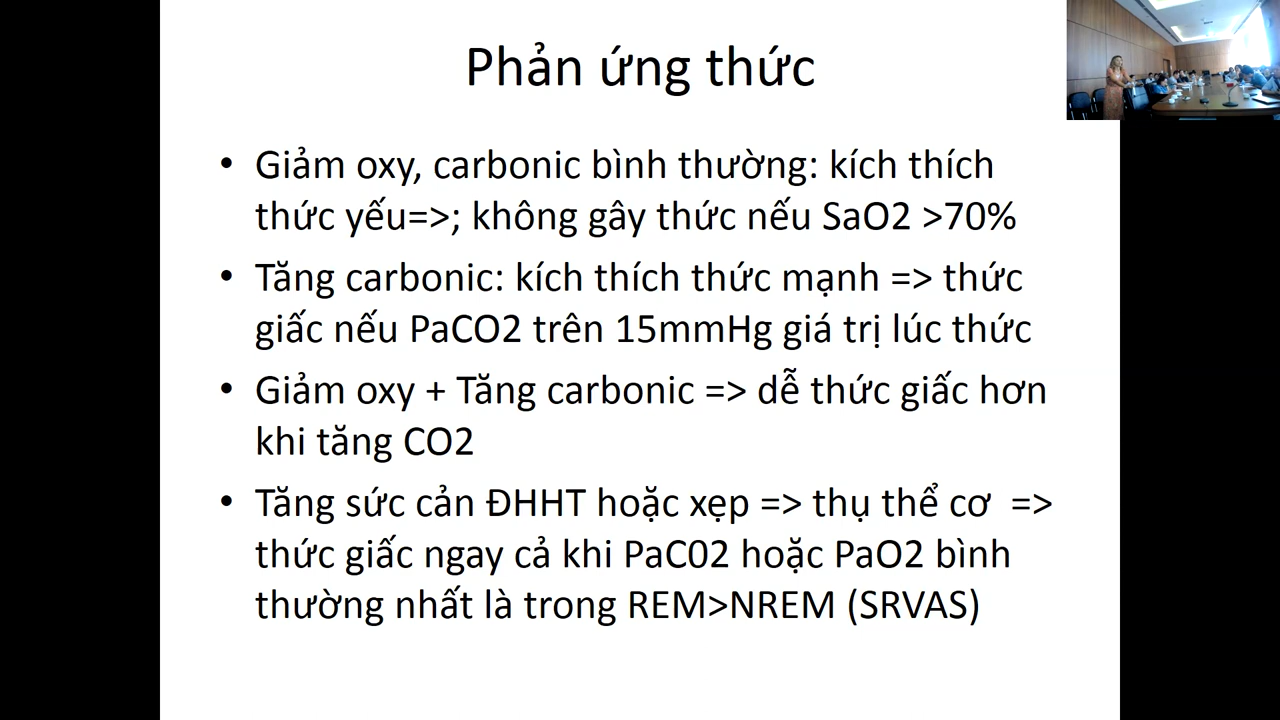 Phản ứng thức
• Giảm oxy, carbonic bình thường: kích thích
thức yếu=>; không gây thức nếu SaO2 >70%
• Tăng carbonic: kích thích thức mạnh => thức
giấc nếu PaCO2 trên 15mmHg giá trị lúc thức
• Giảm oxy + Tăng carbonic => dễ thức giấc hơn
khi tăng CO2
• Tăng sức cản ĐHHT hoặc xẹp => thụ thể cơ =>
thức giấc ngay cả khi PaC02 hoặc PaO2 bình
thường nhất là trong REM>NREM (SRVAS)